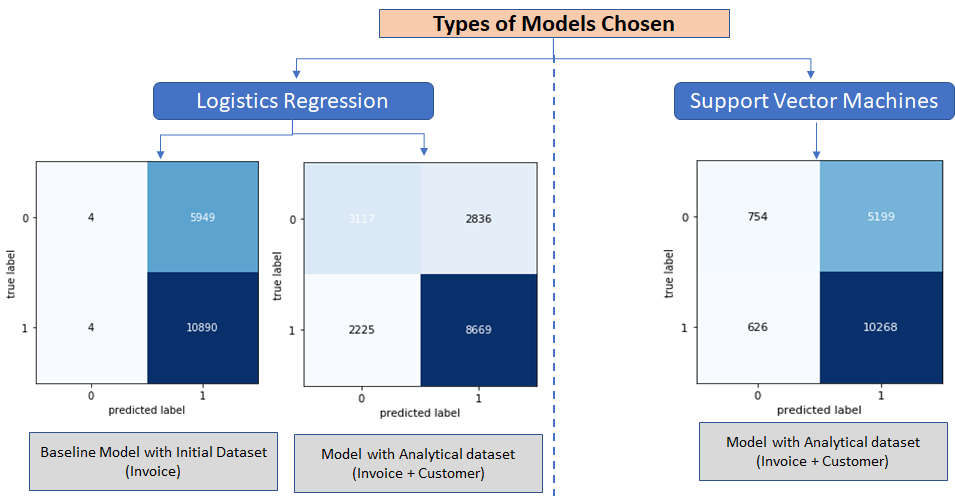 Types of Models Chosen
Logistics Regression
Support Vector Machines
0
4
5949
true label
1
4
10890
0
1
predicted label
Baseline Model with Initial Dataset
(Invoice)
0
3117
2836
true label
1
2225
8669
0
1
predicted label
Model with Analytical dataset
(Invoice + Customer)
0
754
5199
true label
1
626
10268
0
1
predicted label
Model with Analytical dataset
(Invoice + Customer)